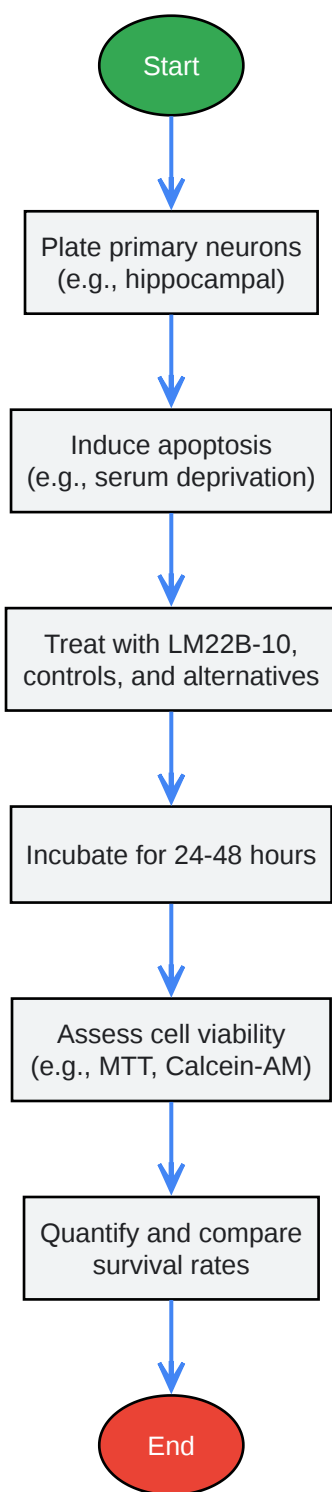 Start
Plate primary neurons
(e.g., hippocampal)
Induce apoptosis
(e.g., serum deprivation)
Treat with LM22B-10,
controls, and alternatives
Incubate for 24-48 hours
Assess cell viability
(e.g., MTT, Calcein-AM)
Quantify and compare
survival rates
End